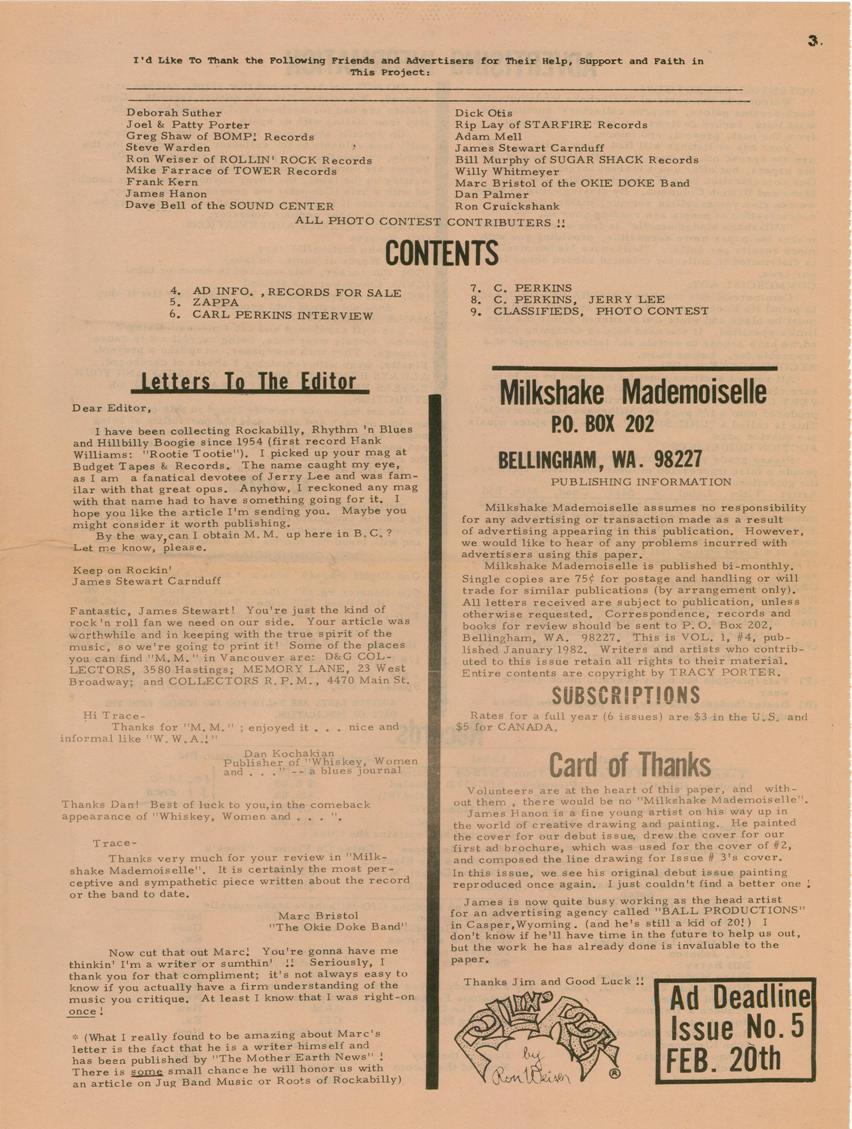 3.
I'd Like To Thank the Following Friends and Advertisers for Their Help, Support and Faith in
This Project:
Deborah Suther
Joel & Patty Porter
Greg Shaw of BOMP! Records
Steve Warden
Ron Weiser of ROLLIN' ROCK Records
Mike Farrace of TOWER Records
Frank Kern
James Hanon
Dave Bell of the SOUND CENTER
Dick Otis
Rip Lay of STARFIRE Records
Adam Mell
James Stewart Carnduff
Bill Murphy of SUGAR SHACK Records
Willy Whitmeyer
Marc Bristol of the OKIE DOKE Band
Dan Palmer
Ron Cruickshank
ALL PHOTO CONTEST CONTRIBUTERS !!
CONTENTS
4. AD INFO. , RECORDS FOR SALE
5. ZAPPA
6. CARL PERKINS INTERVIEW
7. C. PERKINS
8. C. PERKINS, JERRY LEE
9. CLASSIFIEDS, PHOTO CONTEST
Letters To The Editor
Dear Editor,
I have been collecting Rockabilly, Rhythm 'n Blues
and Hillbilly Boogie since 1954 (first record Hank
Williams: "Rootie Tootie"). I picked up your mag at
Budget Tapes & Records. The name caught my eye,
as I am a fanatical devotee of Jerry Lee and was fam-
ilar with that great opus. Anyhow, I reckoned any mag
with that name had to have something going for it. I
hope you like the article I'm sending you. Maybe you
might consider it worth publishing.
By the way, can I obtain M.M. up here in B.C.?
Let me know, please.
Keep on Rockin'
James Stewart Carnduff
Fantastic, James Stewart! You're just the kind of
rock'n roll fan we need on our side. Your article was
worthwhile and in keeping with the true spirit of the
music, so we're going to print it! Some of the places
you can find "M.M." in Vancouver are: D&G COL-
LECTORS, 3580 Hastings; MEMORY LANE, 23 West
Broadway; and COLLECTORS R.P.M., 4470 Main St.
Hi Trace-
Thanks for "M.M." ; enjoyed it . . . nice and
informal like "W.W.A.!"
Dan Kochakian
Publisher of "Whiskey, Women
and . . ." -- a blues journal
Thanks Dan! Best of luck to you, in the comeback
appearance of "Whiskey, Women and . . . ".
Trace-
Thanks very much for your review in "Milk-
shake Mademoiselle". It is certainly the most per-
ceptive and sympathetic piece written about the record
or the band to date.
Marc Bristol
"The Okie Doke Band"
Now cut that out Marc! You're gonna have me
thinkin' I'm a writer or sumthin' !! Seriously, I
thank you for that compliment; it's not always easy to
know if you actually have a firm understanding of the
music you critique. At least I know that I was right-on
once!
* (What I really found to be amazing about Marc's
letter is the fact that he is a writer himself and
has been published by "The Mother Earth News" !
There is some small chance he will honor us with
an article on Jug Band Music or Roots of Rockabilly)
Milkshake Mademoiselle
P.O. BOX 202
BELLINGHAM, WA. 98227
PUBLISHING INFORMATION
Milkshake Mademoiselle assumes no responsibility
for any advertising or transaction made as a result
of advertising appearing in this publication. However,
we would like to hear of any problems incurred with
advertisers using this paper.
Milkshake Mademoiselle is published bi-monthly.
Single copies are 75¢ for postage and handling or will
trade for similar publications (by arrangement only).
All letters received are subject to publication, unless
otherwise requested. Correspondence, records and
books for review should be sent to P.O. Box 202,
Bellingham, WA. 98227. This is VOL. 1, #4, pub-
lished January 1982. Writers and artists who contrib-
uted to this issue retain all rights to their material.
Entire contents are copyright by TRACY PORTER.
SUBSCRIPTIONS
Rates for a full year (6 issues) are $3 in the U.S. and
$5 for CANADA.
Card of Thanks
Volunteers are at the heart of this paper, and with-
out them , there would be no "Milkshake Mademoiselle".
James Hanon is a fine young artist on his way up in
the world of creative drawing and painting. He painted
the cover for our debut issue, drew the cover for our
first ad brochure, which was used for the cover of #2,
and composed the line drawing for Issue # 3's cover.
In this issue, we see his original debut issue painting
reproduced once again. I just couldn't find a better one !
James is now quite busy working as the head artist
for an advertising agency called "BALL PRODUCTIONS"
in Casper, Wyoming. (and he's still a kid of 20!) I
don't know if he'll have time in the future to help us out,
but the work he has already done is invaluable to the
paper.
Thanks Jim and Good Luck !!
by
Ron Weiser
®
Ad Deadline
Issue No. 5
FEB. 20th